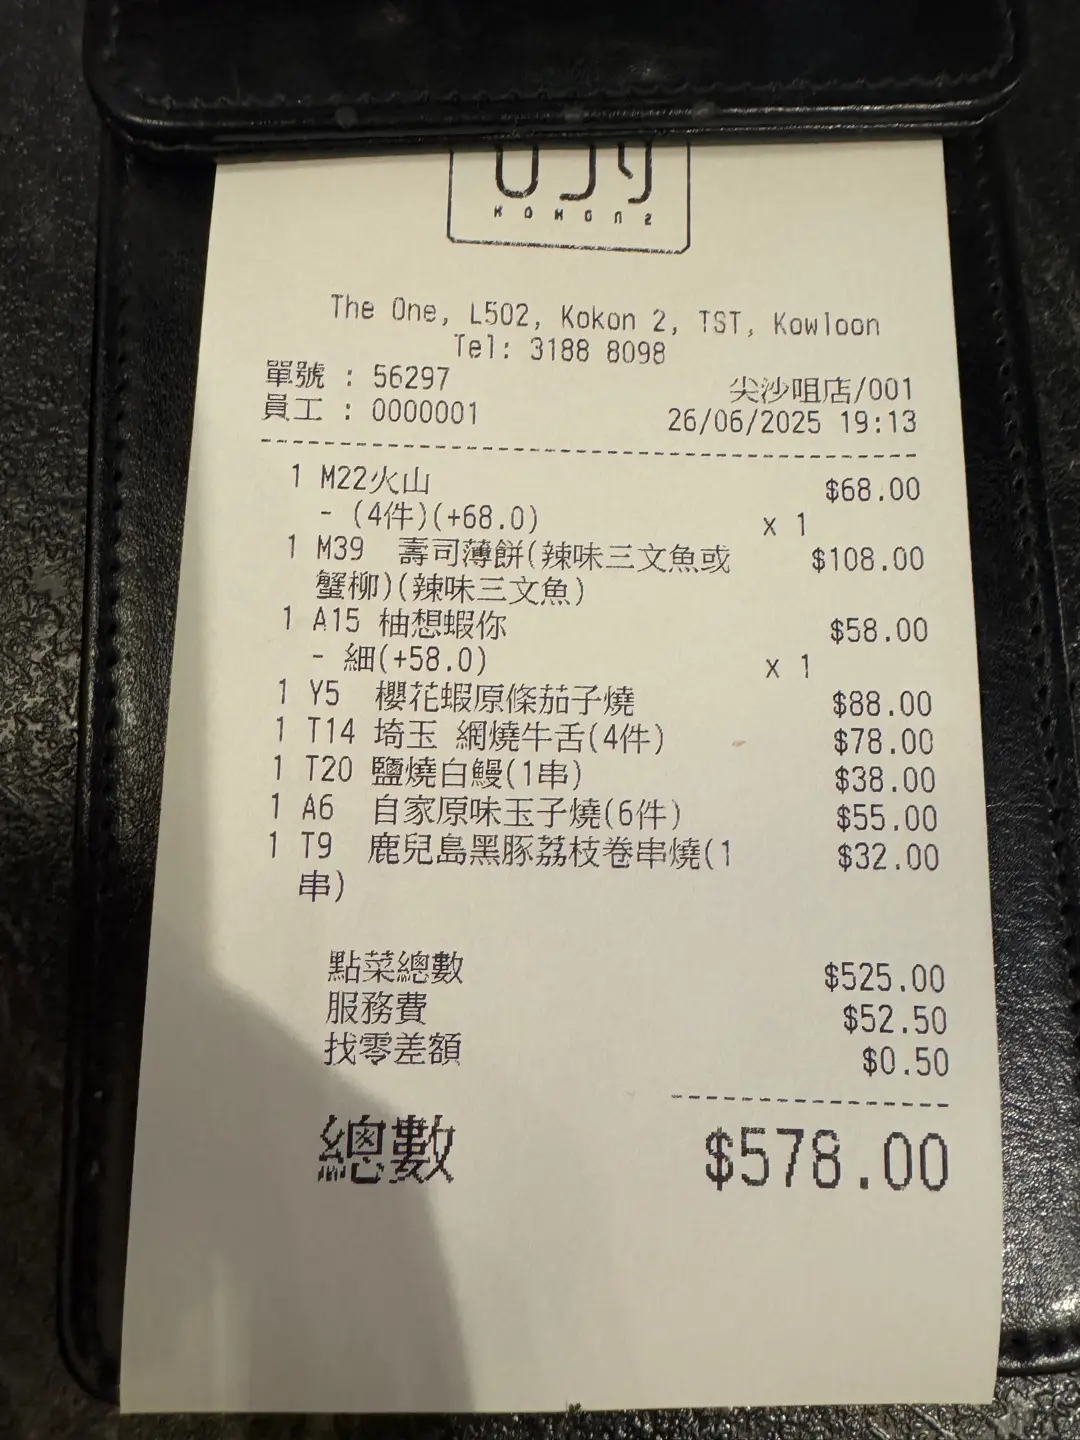 KOKON2
The One, L502, Kokon 2, TST, Kowloon
Tel: 3188 8098
單號 : 56297
尖沙咀店/001
員工 : 0000001 26/06/2025 19:13
1 M22火山 $68.00
- (4件)(+68.0) x 1
1 M39 壽司薄餅(辣味三文魚或 $108.00
蟹柳)(辣味三文魚)
1 A15 柚想蝦你 $58.00
- 細(+58.0) x 1
1 Y5 櫻花蝦原條茄子燒 $88.00
1 T14 埼玉 網燒牛舌(4件) $78.00
1 T20 鹽燒白鰻(1串) $38.00
1 A6 自家原味玉子燒(6件) $55.00
1 T9 鹿兒島黑豚荔枝卷串燒(1 $32.00
串)
點菜總數 $525.00
服務費 $52.50
找零差額 $0.50
總數 $578.00